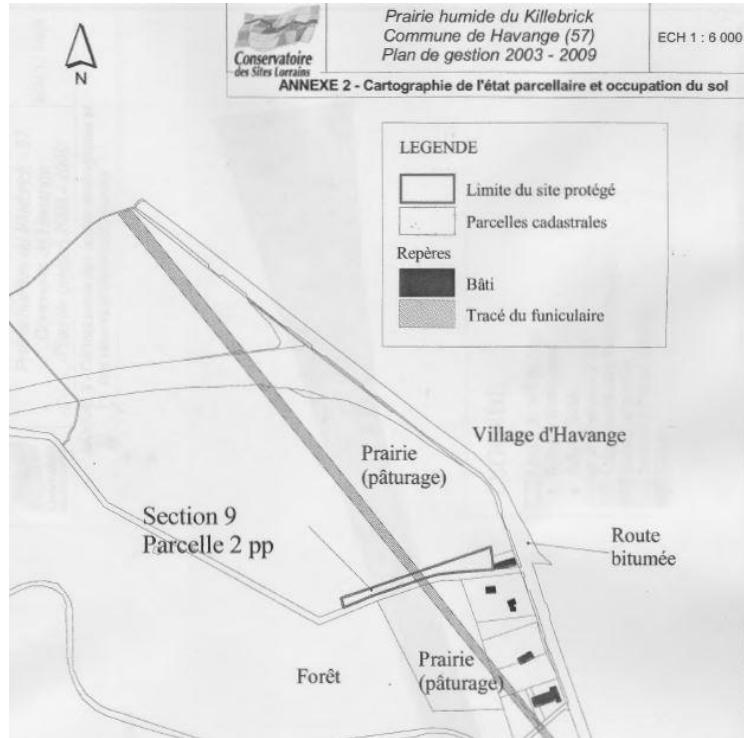 Conservatoire
des Sites Lorrains
Prairie humide du Killebrick
Commune de Havange (57)
Plan de gestion 2003 - 2009
ECH 1 : 6 000
ANNEXE 2 - Cartographie de l'état parcellaire et occupation du sol
N
LEGENDE
Limite du site protégé
Parcelles cadastrales
Repères
Bâti
Tracé du funiculaire
Village d'Havange
Prairie
(pâturage)
Section 9
Parcelle 2 pp
Route
bitumée
Forêt
Prairie
(pâturage)